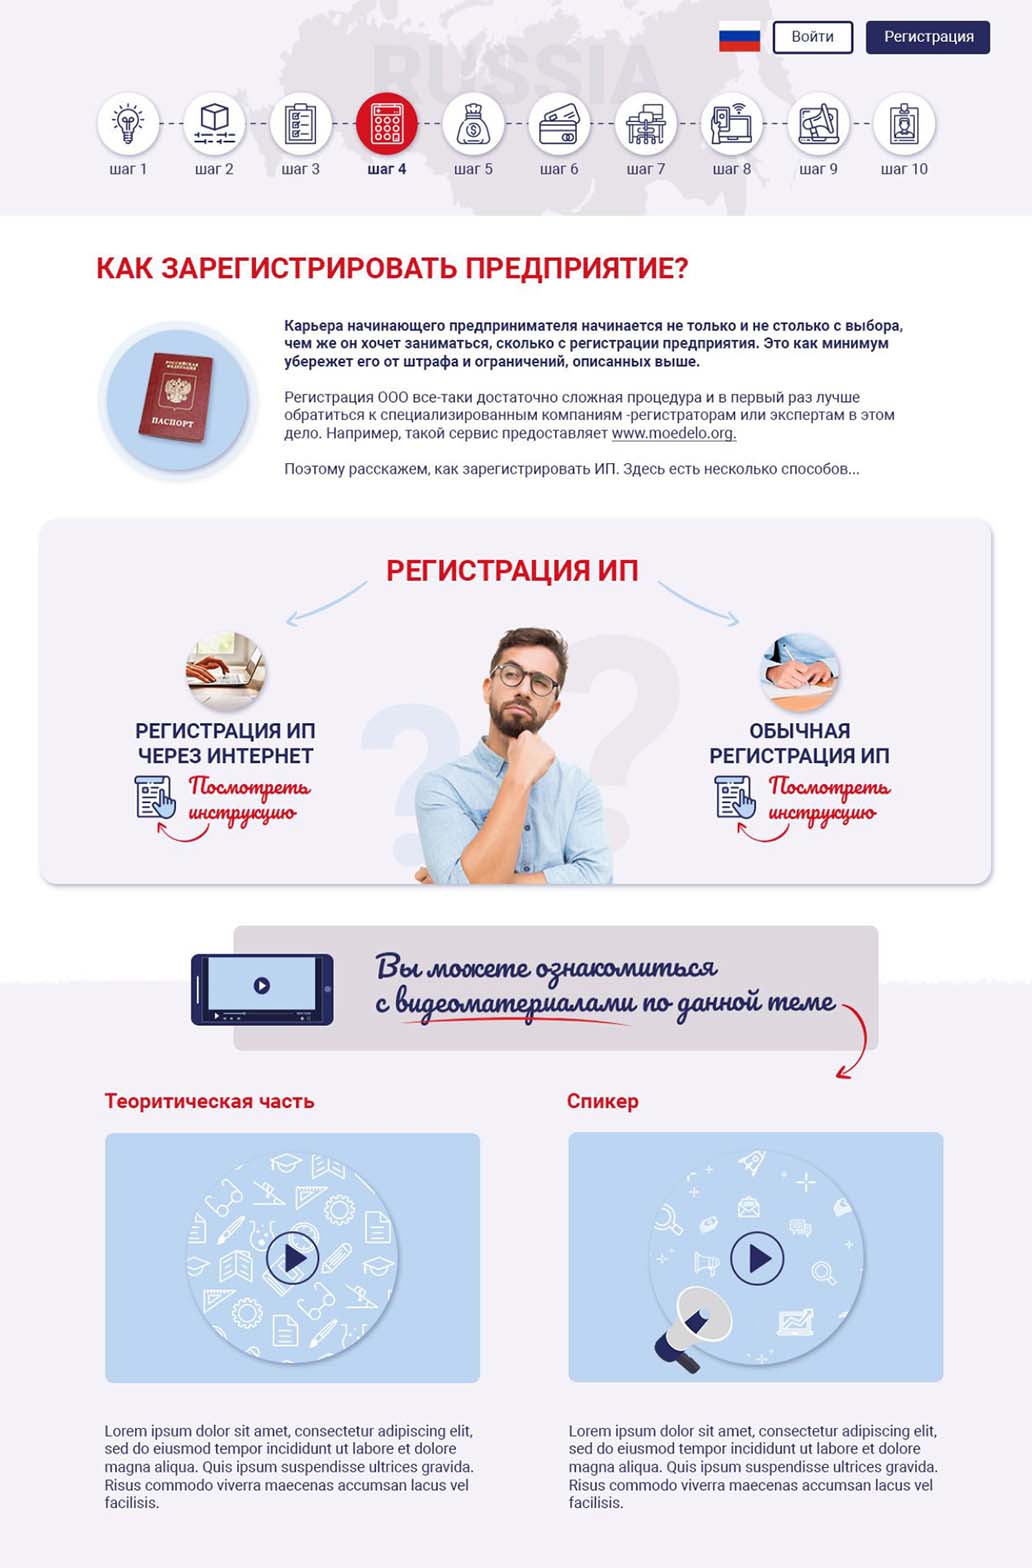 RUSSIA
Войти
Регистрация
шаг 1
шаг 2
шаг 3
шаг 4
шаг 5
шаг 6
шаг 7
шаг 8
шаг 9
шаг 10
КАК ЗАРЕГИСТРИРОВАТЬ ПРЕДПРИЯТИЕ?
РОССИЙСКАЯ
ФЕДЕРАЦИЯ
ПАСПОРТ
Карьера начинающего предпринимателя начинается не только и не столько с выбора,
чем же он хочет заниматься, сколько с регистрации предприятия. Это как минимум
убережет его от штрафа и ограничений, описанных выше.
Регистрация ООО все-таки достаточно сложная процедура и в первый раз лучше
обратиться к специализированным компаниям -регистраторам или экспертам в этом
дело. Например, такой сервис предоставляет www.moedelo.org.
Поэтому расскажем, как зарегистрировать ИП. Здесь есть несколько способов...
РЕГИСТРАЦИЯ ИП
РЕГИСТРАЦИЯ ИП
ЧЕРЕЗ ИНТЕРНЕТ
Посмотреть
инструкцию
ОБЫЧНАЯ
РЕГИСТРАЦИЯ ИП
Посмотреть
инструкцию
Вы можете ознакомиться
с видеоматериалами по данной теме
Теоритическая часть
Спикер
Lorem ipsum dolor sit amet, consectetur adipiscing elit,
sed do eiusmod tempor incididunt ut labore et dolore
magna aliqua. Quis ipsum suspendisse ultrices gravida.
Risus commodo viverra maecenas accumsan lacus vel
facilisis.
Lorem ipsum dolor sit amet, consectetur adipiscing elit,
sed do eiusmod tempor incididunt ut labore et dolore
magna aliqua. Quis ipsum suspendisse ultrices gravida.
Risus commodo viverra maecenas accumsan lacus vel
facilisis.